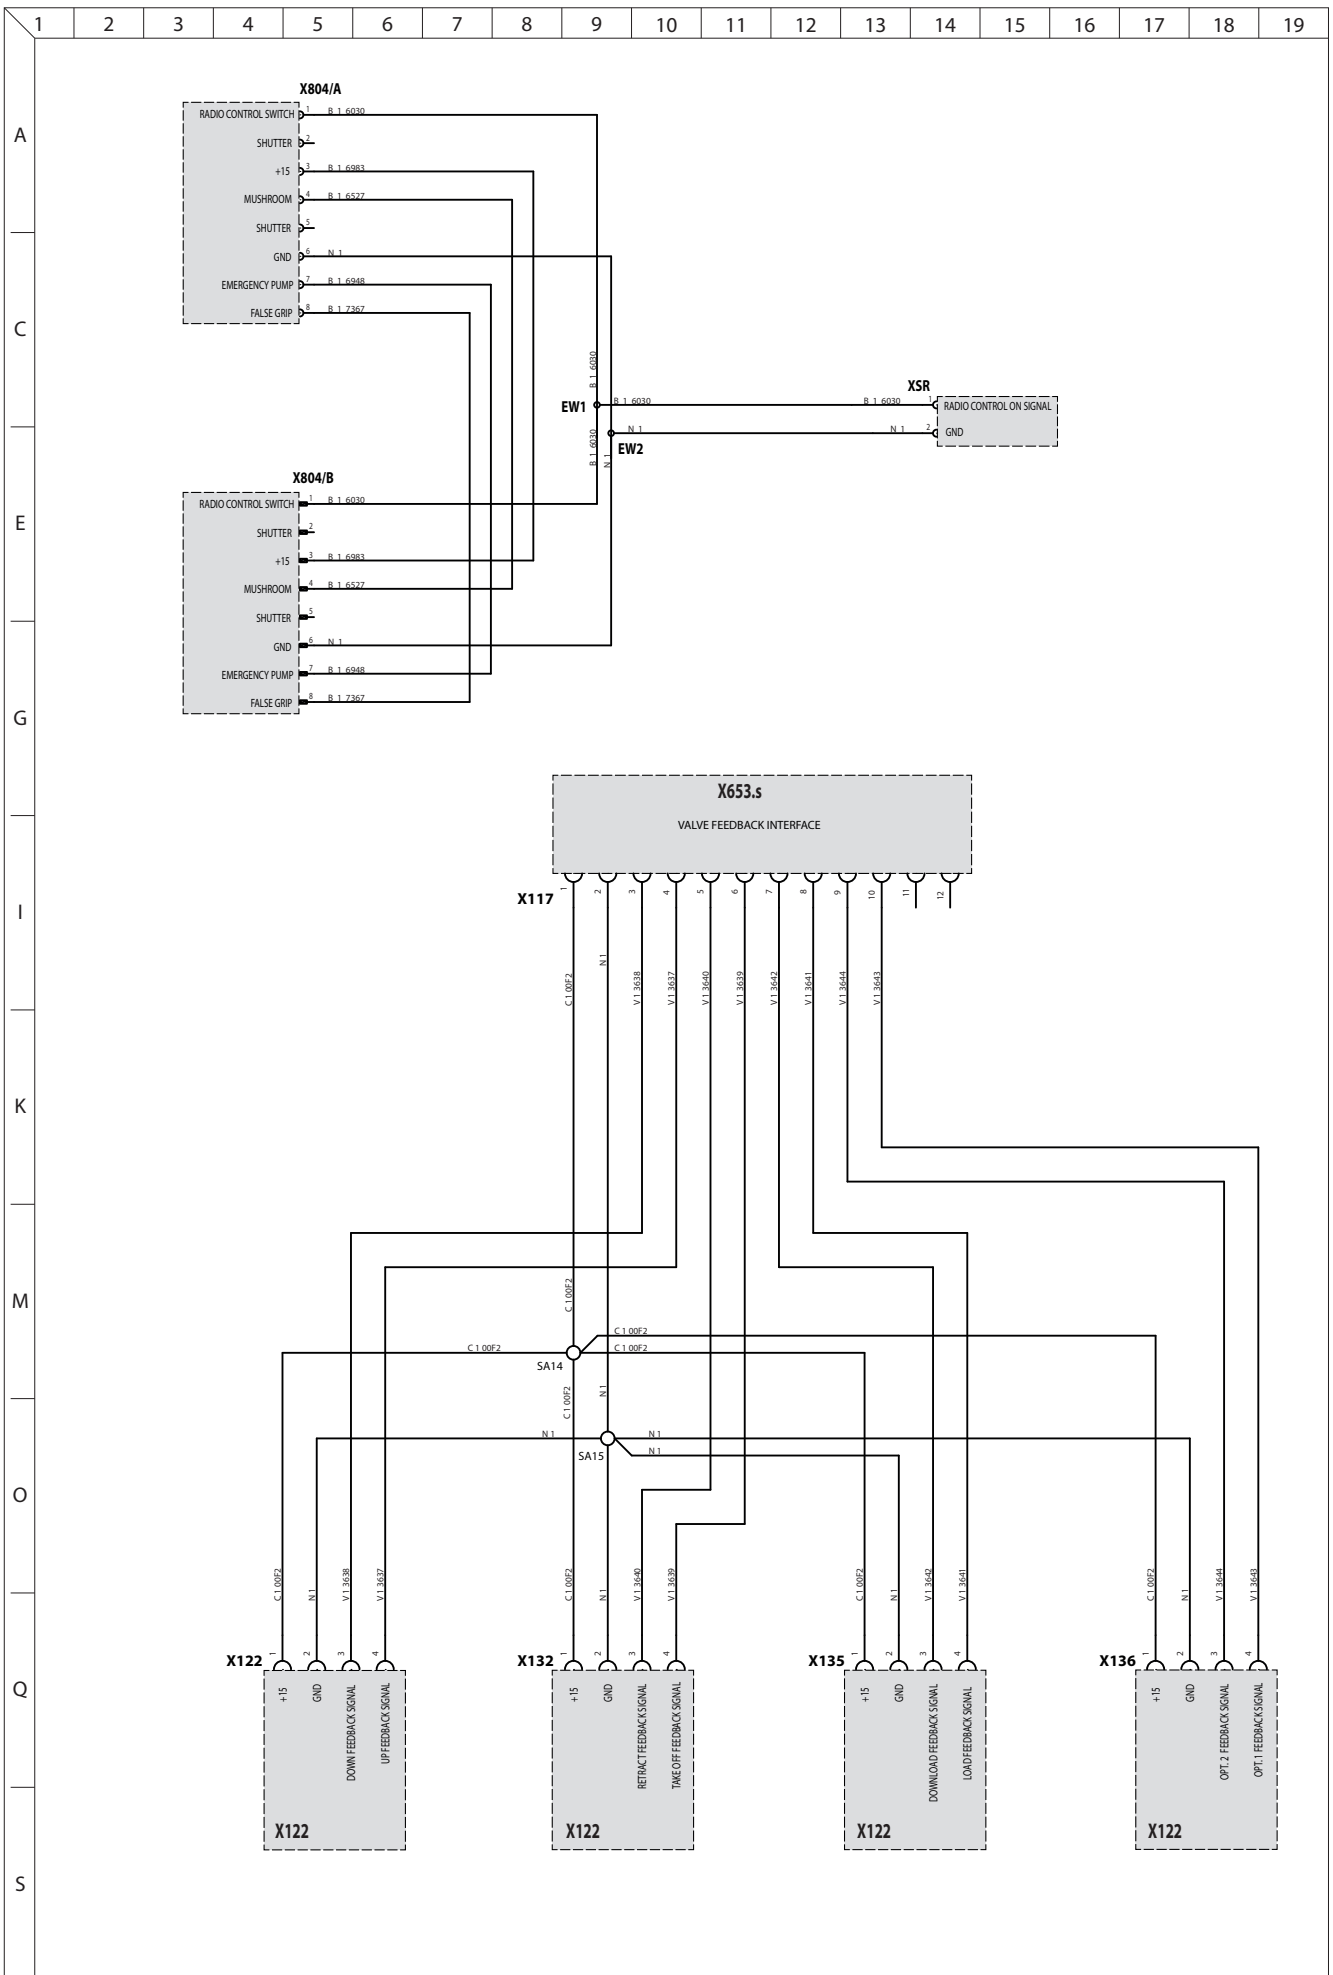 1 2 3 4 5 6 7 8 9 10 11 12 13 14 15 16 17 18 19
A
C
E
G
I
K
M
O
Q
S
X804/A
RADIO CONTROL SWITCH 1 B 1 6030
SHUTTER 2
+15 3 B 1 6983
MUSHROOM 4 B 1 6527
SHUTTER 5
GND 6 N 1
EMERGENCY PUMP 7 B 1 6948
FALSE GRIP 8 B 1 7367
B 1 6030
EW1
B 1 6030
B 1 6030
XSR
1 RADIO CONTROL ON SIGNAL
N 1
N 1
2 GND
EW2
B 1 6030
N 1
X804/B
RADIO CONTROL SWITCH 1 B 1 6030
SHUTTER 2
+15 3 B 1 6983
MUSHROOM 4 B 1 6527
SHUTTER 5
GND 6 N 1
EMERGENCY PUMP 7 B 1 6948
FALSE GRIP 8 B 1 7367
X653.s
VALVE FEEDBACK INTERFACE
X117
1 2 3 4 5 6 7 8 9 10 11 12
C 1 00F2
N 1
V 1 3638
V 1 3637
V 1 3640
V 1 3639
V 1 3642
V 1 3641
V 1 3644
V 1 3643
C 1 00F2
C 1 00F2
C 1 00F2
C 1 00F2
SA14
C 1 00F2
N 1
N 1
N 1
N 1
SA15
C 1 00F2
N 1
V 1 3638
V 1 3637
C 1 00F2
N 1
V 1 3640
V 1 3639
C 1 00F2
N 1
V 1 3642
V 1 3641
C 1 00F2
N 1
V 1 3644
V 1 3643
X122
1 2 3 4
+15
GND
DOWN FEEDBACK SIGNAL
UP FEEDBACK SIGNAL
X122
X132
1 2 3 4
+15
GND
RETRACT FEEDBACK SIGNAL
TAKE OFF FEEDBACK SIGNAL
X122
X135
1 2 3 4
+15
GND
DOWNLOAD FEEDBACK SIGNAL
LOAD FEEDBACK SIGNAL
X122
X136
1 2 3 4
+15
GND
OPT. 2 FEEDBACK SIGNAL
OPT. 1 FEEDBACK SIGNAL
X122